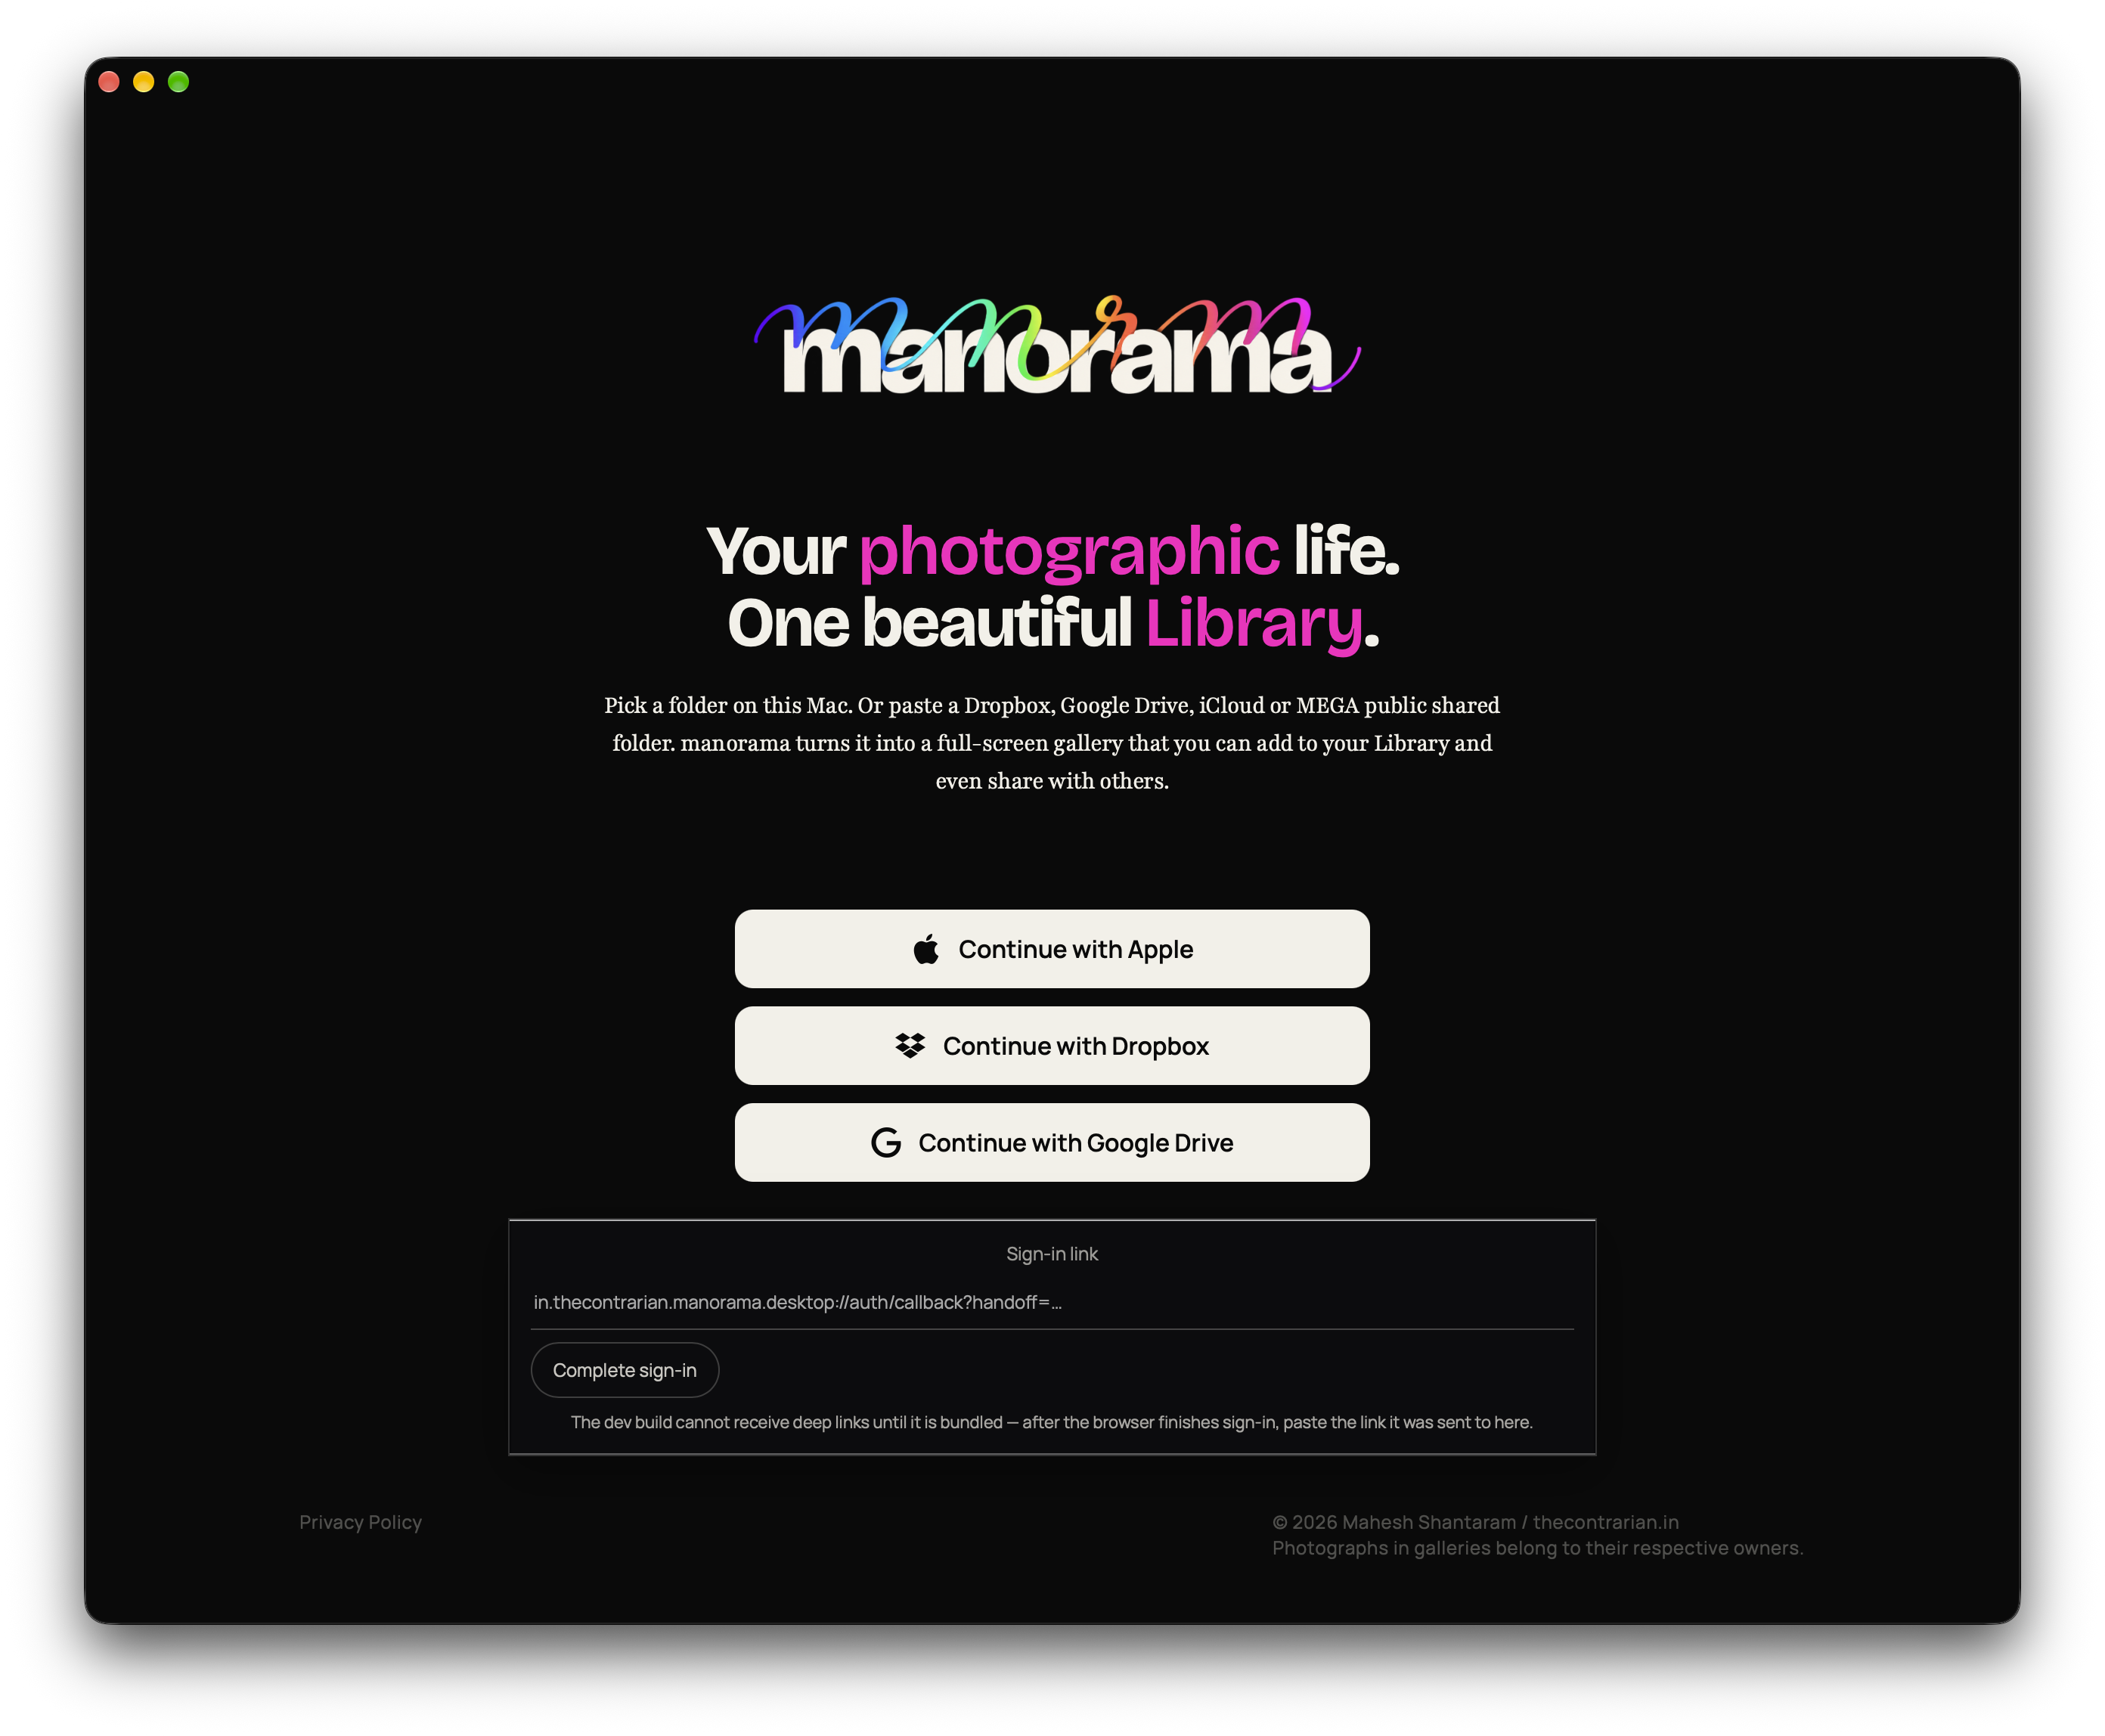 manorama
Your photographic life.
One beautiful Library.
Pick a folder on this Mac. Or paste a Dropbox, Google Drive, iCloud or MEGA public shared
folder. manorama turns it into a full-screen gallery that you can add to your Library and
even share with others.
Continue with Apple
Continue with Dropbox
Continue with Google Drive
Sign-in link
in.thecontrarian.manorama.desktop://auth/callback?handoff=…
Complete sign-in
The dev build cannot receive deep links until it is bundled — after the browser finishes sign-in, paste the link it was sent to here.
Privacy Policy
© 2026 Mahesh Shantaram / thecontrarian.in
Photographs in galleries belong to their respective owners.